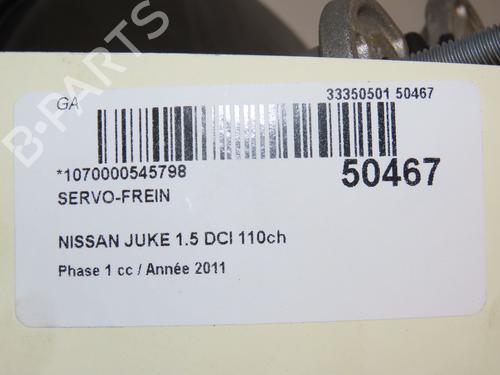 GA
33350501 50467
*1070000545798
50467
SERVO-FREIN
NISSAN JUKE 1.5 DCI 110ch
Phase 1 cc / Année 2011
B-PARTS